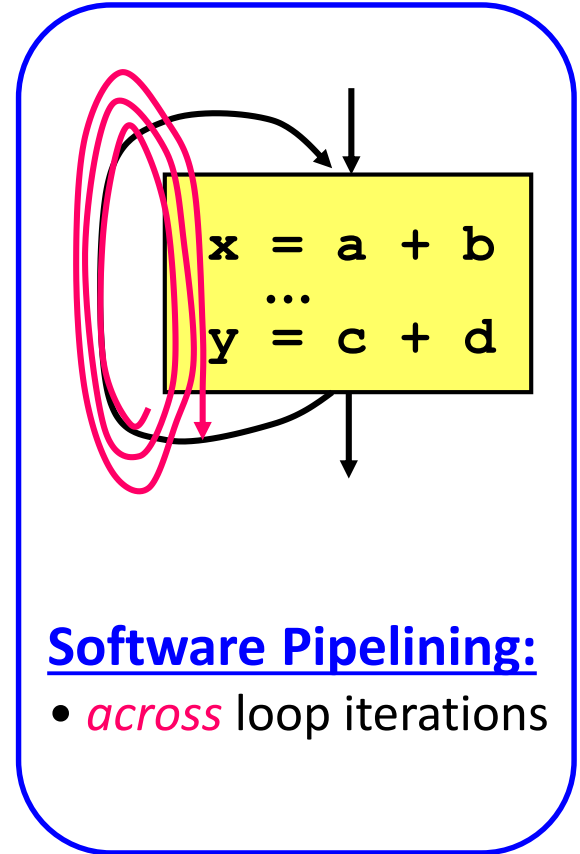 x = a + b
…
y = c + d
Software Pipelining:
• across loop iterations